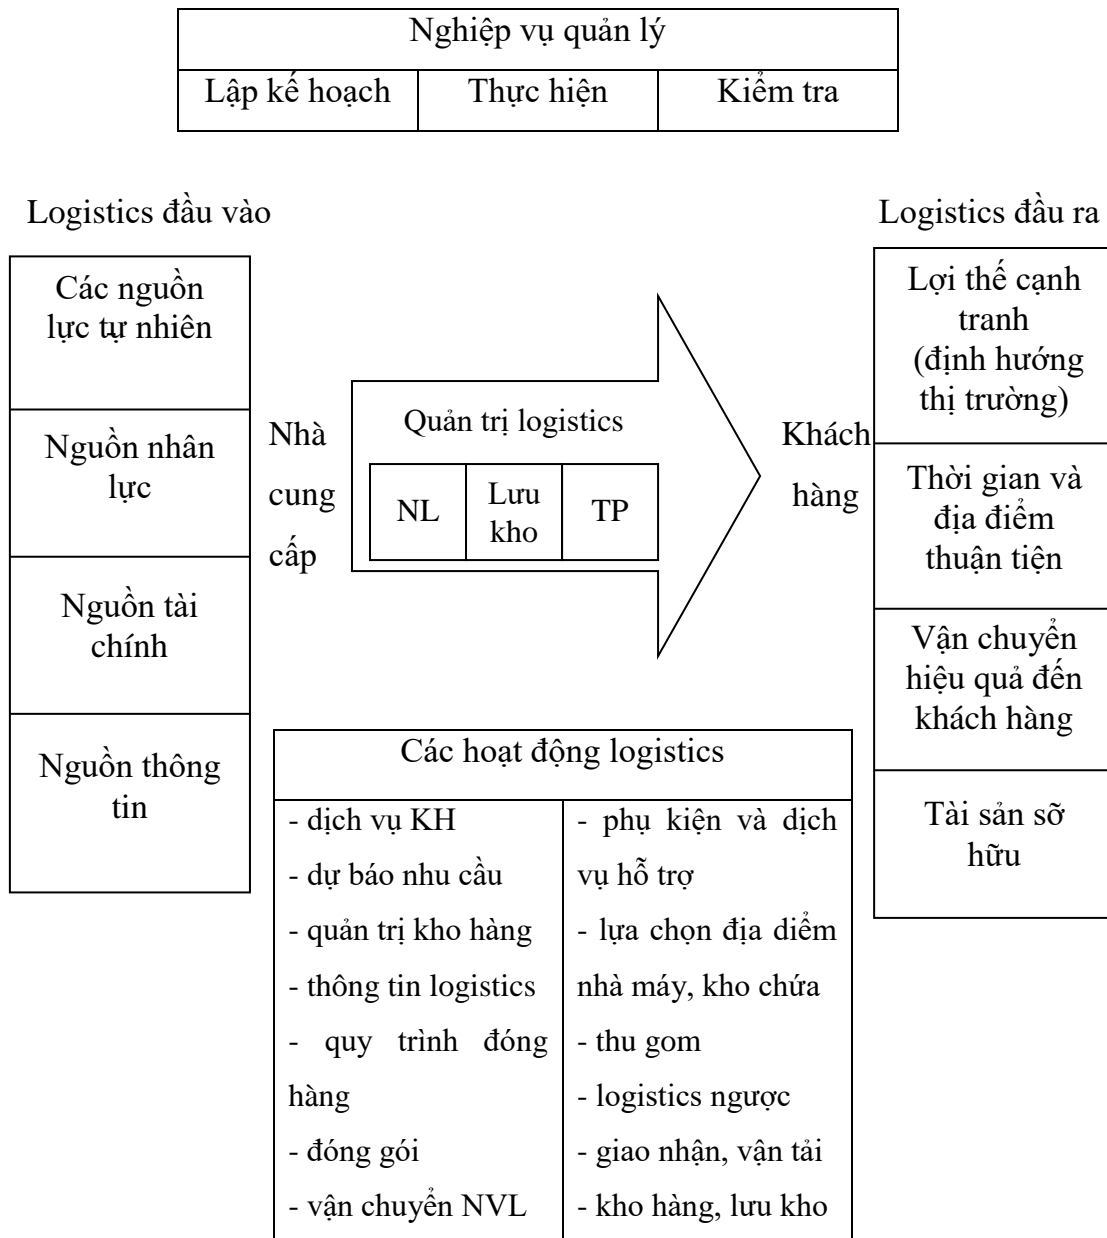 Nghiệp vụ quản lý
Lập kế hoạch
Thực hiện
Kiểm tra
Logistics đầu vào
Các nguồn
lực tự nhiên
Nguồn nhân
lực
Nguồn tài
chính
Nguồn thông
tin
Nhà
cung
cấp
Quản trị logistics
NL
Lưu
kho
TP
Khách
hàng
Logistics đầu ra
Lợi thế cạnh
tranh
(định hướng
thị trường)
Thời gian và
địa điểm
thuận tiện
Vận chuyển
hiệu quả đến
khách hàng
Tài sản sỡ
hữu
Các hoạt động logistics
- dịch vụ KH
- dự báo nhu cầu
- quản trị kho hàng
- thông tin logistics
- quy trình đóng
hàng
- đóng gói
- vận chuyển NVL
- phụ kiện và dịch
vụ hỗ trợ
- lựa chọn địa diểm
nhà máy, kho chứa
- thu gom
- logistics ngược
- giao nhận, vận tải
- kho hàng, lưu kho